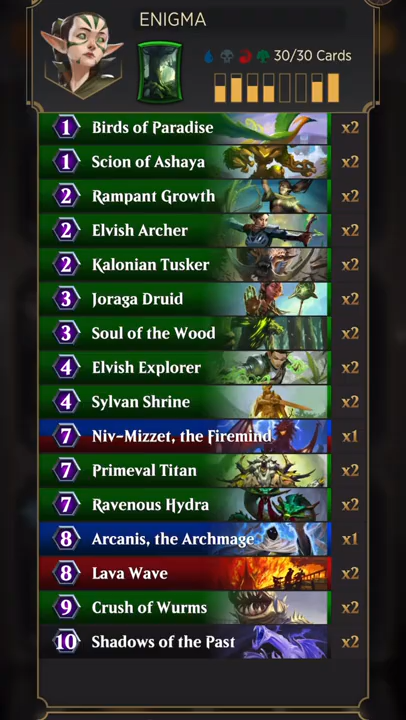 ENIGMA
30/30 Cards
1 Birds of Paradise x2
1 Scion of Ashaya x2
2 Rampant Growth x2
2 Elvish Archer x2
2 Kalonian Tusker x2
3 Joraga Druid x2
3 Soul of the Wood x2
4 Elvish Explorer x2
4 Sylvan Shrine x2
7 Niv-Mizzet, the Firemind x1
7 Primeval Titan x2
7 Ravenous Hydra x2
8 Arcanis, the Archmage x1
8 Lava Wave x2
9 Crush of Wurms x2
10 Shadows of the Past x2